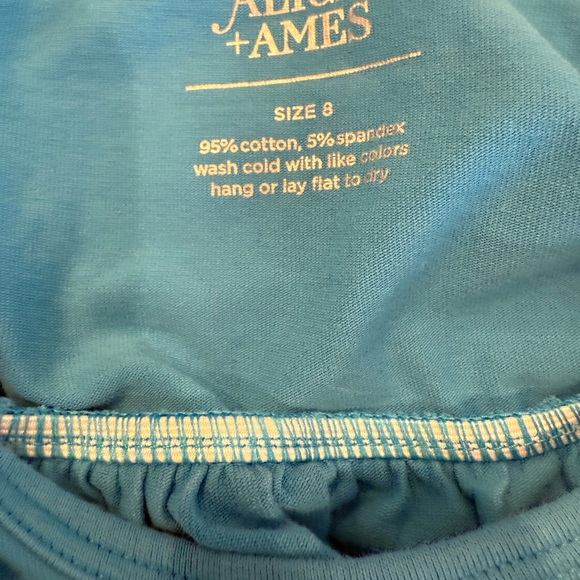 +AMES
SIZE 8
95% cotton, 5% spandex
wash cold with like colors
hang or lay flat to dry